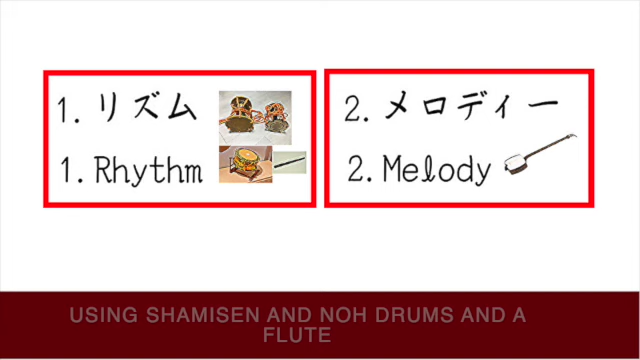 1. リズム
1. Rhythm
2. メロディー
2. Melody
USING SHAMISEN AND NOH DRUMS AND A
FLUTE